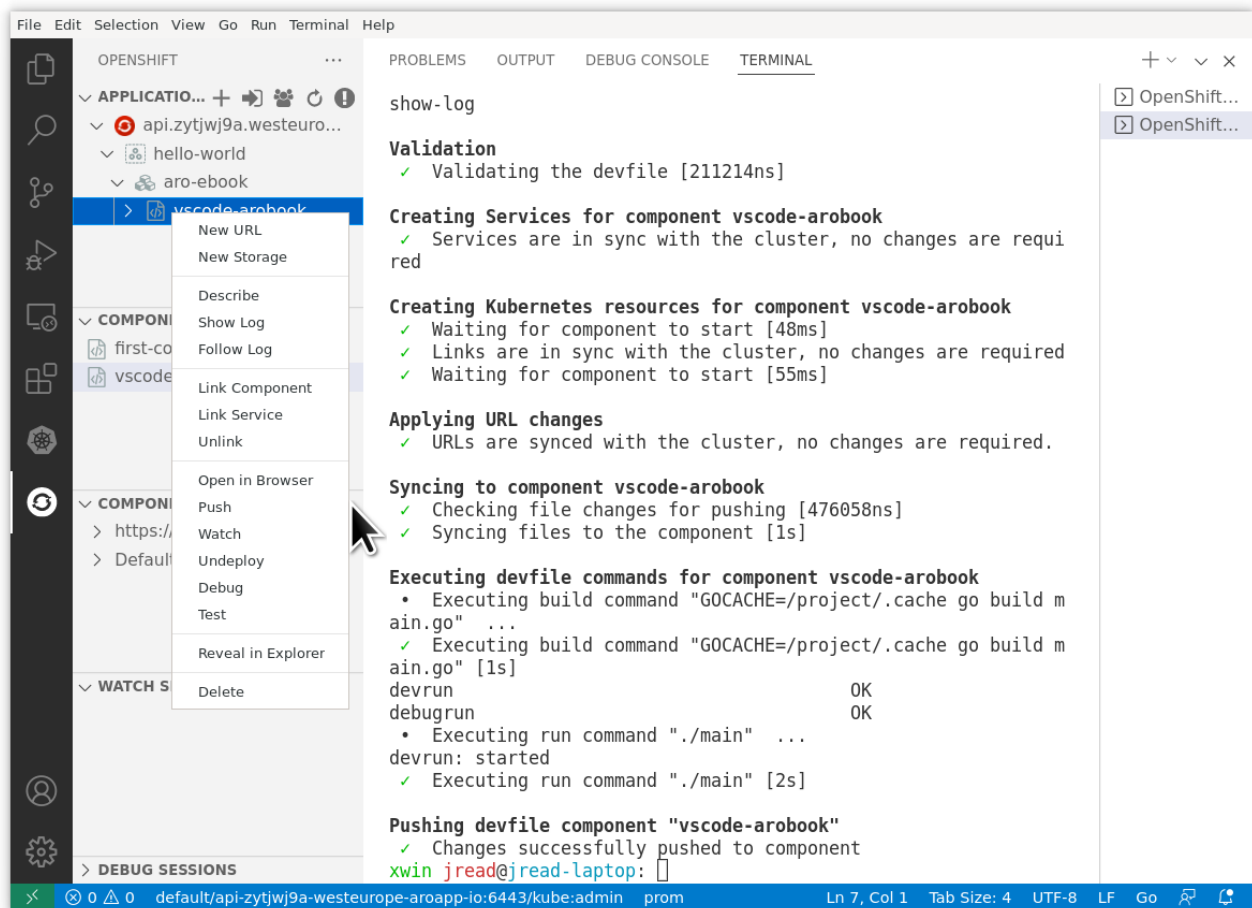 File Edit Selection View Go Run Terminal Help
OPENSHIFT
APPLICATIO...
api.zytjwj9a.westeuro...
hello-world
aro-ebook
vscode-arobook
New URL
New Storage
Describe
Show Log
Follow Log
Link Component
Link Service
Unlink
Open in Browser
Push
Watch
Undeploy
Debug
Test
Reveal in Explorer
Delete
COMPON
first-co
vscode
COMPON
https:/
Default
WATCH S
DEBUG SESSIONS
PROBLEMS OUTPUT DEBUG CONSOLE TERMINAL
show-log
Validation
✓ Validating the devfile [211214ns]
Creating Services for component vscode-arobook
✓ Services are in sync with the cluster, no changes are requi
red
Creating Kubernetes resources for component vscode-arobook
✓ Waiting for component to start [48ms]
✓ Links are in sync with the cluster, no changes are required
✓ Waiting for component to start [55ms]
Applying URL changes
✓ URLs are synced with the cluster, no changes are required.
Syncing to component vscode-arobook
✓ Checking file changes for pushing [476058ns]
✓ Syncing files to the component [1s]
Executing devfile commands for component vscode-arobook
• Executing build command "GOCACHE=/project/.cache go build m
ain.go" ...
✓ Executing build command "GOCACHE=/project/.cache go build m
ain.go" [1s]
devrun OK
debugrun OK
• Executing run command "./main" ...
devrun: started
✓ Executing run command "./main" [2s]
Pushing devfile component "vscode-arobook"
✓ Changes successfully pushed to component
xwin jread@jread-laptop:
OpenShift...
OpenShift...
0 0 default/api-zytjwj9a-westeurope-aroapp-io:6443/kube:admin prom Ln 7, Col 1 Tab Size: 4 UTF-8 LF Go